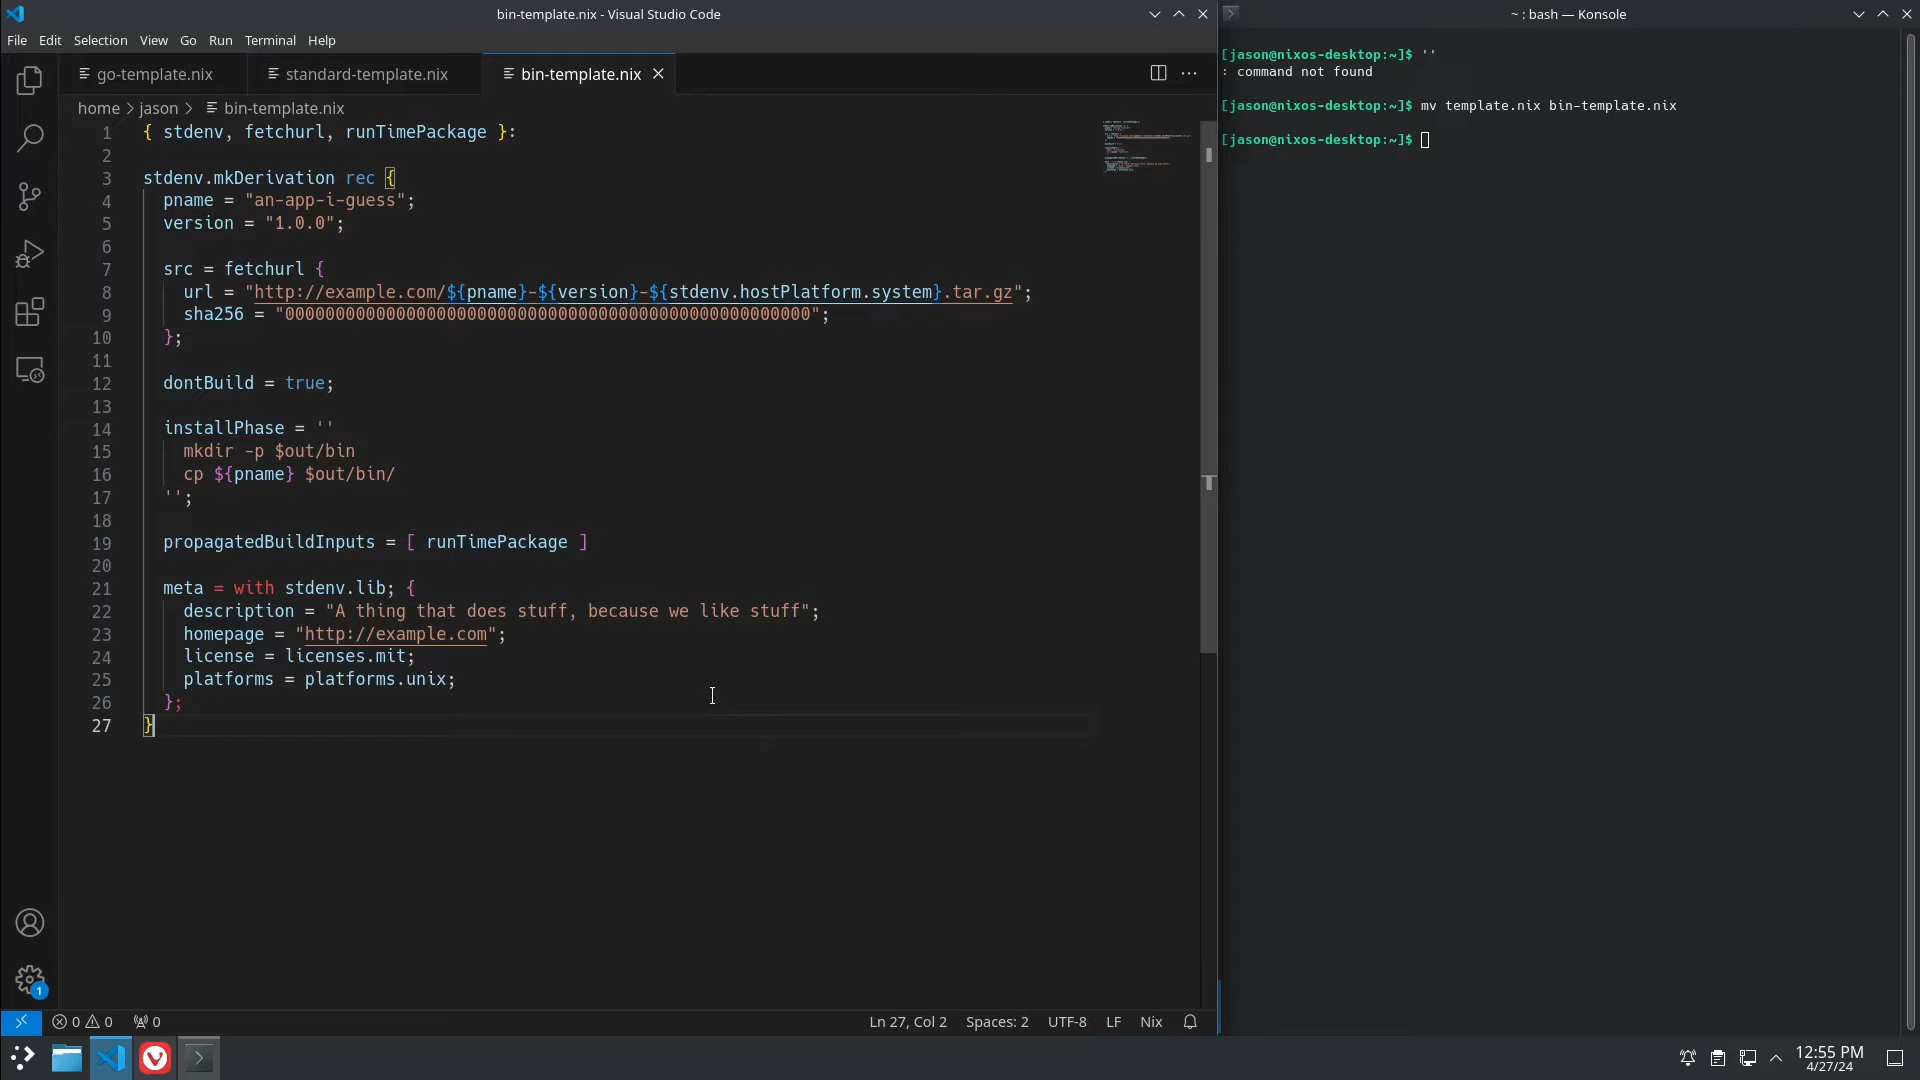 bin-template.nix - Visual Studio Code
File Edit Selection View Go Run Terminal Help
go-template.nix standard-template.nix bin-template.nix
home > jason > bin-template.nix
1 { stdenv, fetchurl, runTimePackage }:
2
3 stdenv.mkDerivation rec {
4 pname = "an-app-i-guess";
5 version = "1.0.0";
6
7 src = fetchurl {
8 url = "http://example.com/${pname}-${version}-${stdenv.hostPlatform.system}.tar.gz";
9 sha256 = "0000000000000000000000000000000000000000000000000000";
10 };
11
12 dontBuild = true;
13
14 installPhase = ''
15 mkdir -p $out/bin
16 cp ${pname} $out/bin/
17 '';
18
19 propagatedBuildInputs = [ runTimePackage ]
20
21 meta = with stdenv.lib; {
22 description = "A thing that does stuff, because we like stuff";
23 homepage = "http://example.com";
24 license = licenses.mit;
25 platforms = platforms.unix;
26 };
27 }
1
0 0 0 Ln 27, Col 2 Spaces: 2 UTF-8 LF Nix
~ : bash — Konsole
[jason@nixos-desktop:~]$ ''
: command not found
[jason@nixos-desktop:~]$ mv template.nix bin-template.nix
[jason@nixos-desktop:~]$
12:55 PM
4/27/24